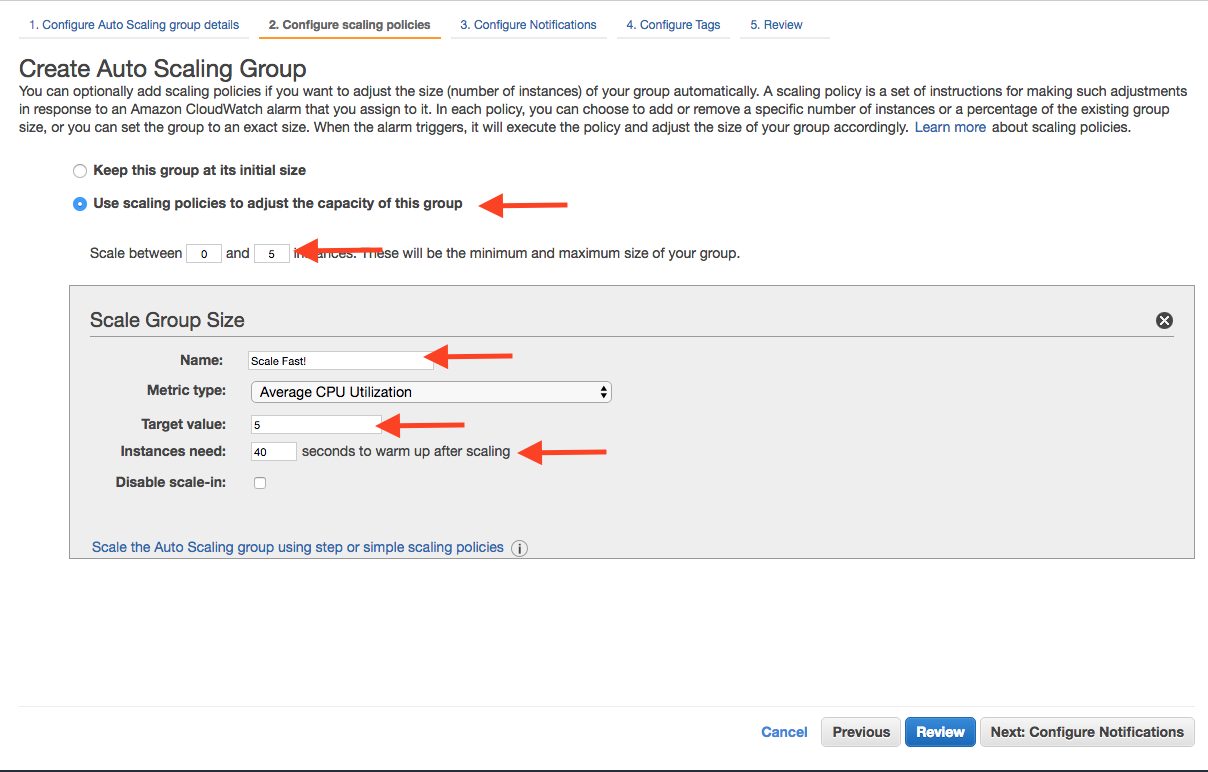 1. Configure Auto Scaling group details 2. Configure scaling policies 3. Configure Notifications 4. Configure Tags 5. Review
Create Auto Scaling Group
You can optionally add scaling policies if you want to adjust the size (number of instances) of your group automatically. A scaling policy is a set of instructions for making such adjustments
in response to an Amazon CloudWatch alarm that you assign to it. In each policy, you can choose to add or remove a specific number of instances or a percentage of the existing group
size, or you can set the group to an exact size. When the alarm triggers, it will execute the policy and adjust the size of your group accordingly. Learn more about scaling policies.
Keep this group at its initial size
Use scaling policies to adjust the capacity of this group
Scale between 0 and 5 instances. These will be the minimum and maximum size of your group.
Scale Group Size
Name: Scale Fast!
Metric type: Average CPU Utilization
Target value: 5
Instances need: 40 seconds to warm up after scaling
Disable scale-in:
Scale the Auto Scaling group using step or simple scaling policies i
Cancel Previous Review Next: Configure Notifications